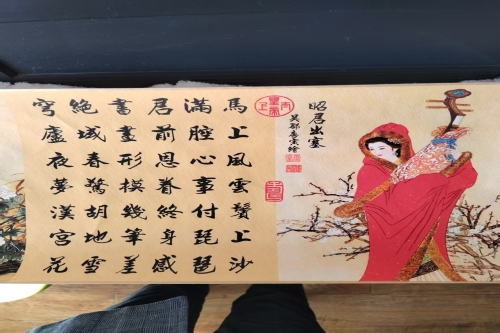 昭君出塞
吳郡唐寅繪
馬上風雲鬢上沙
滿腔心事付琵琶
君前恩眷終身感
書畫形模幾筆差
絕域春驚胡地雪
穹廬夜夢漢宮花